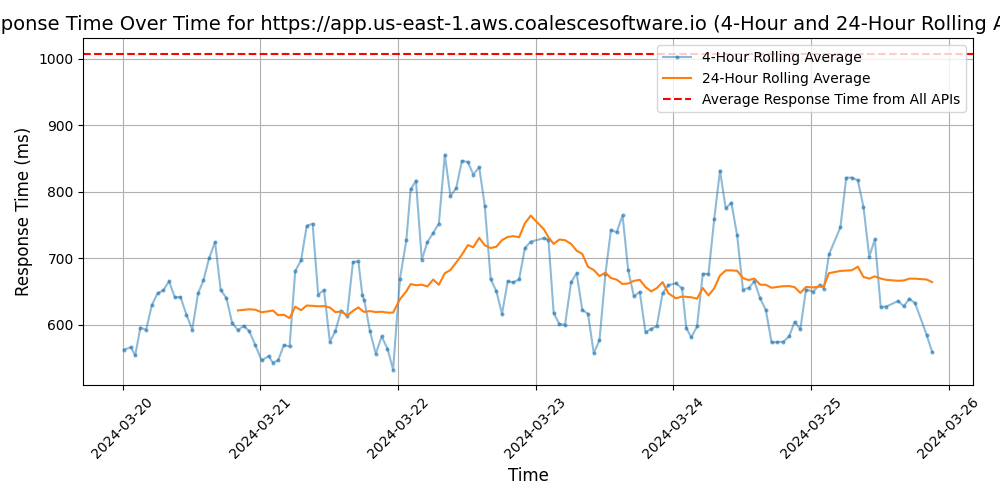 ponse Time Over Time for https://app.us-east-1.aws.coalescesoftware.io (4-Hour and 24-Hour Rolling A
4-Hour Rolling Average
24-Hour Rolling Average
Average Response Time from All APIs
Response Time (ms)
1000
900
800
700
600
2024-03-20
2024-03-21
2024-03-22
2024-03-23
2024-03-24
2024-03-25
2024-03-26
Time